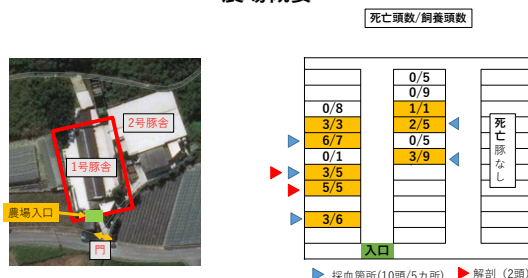 死亡頭数/飼養頭数
2号豚舎
1号豚舎
農場入口
門
0/8
3/3
6/7
0/1
3/5
5/5
3/6
0/5
0/9
1/1
2/5
0/5
3/9
死亡豚なし
入口
採血箇所(10頭/5カ所)
解剖(2頭)